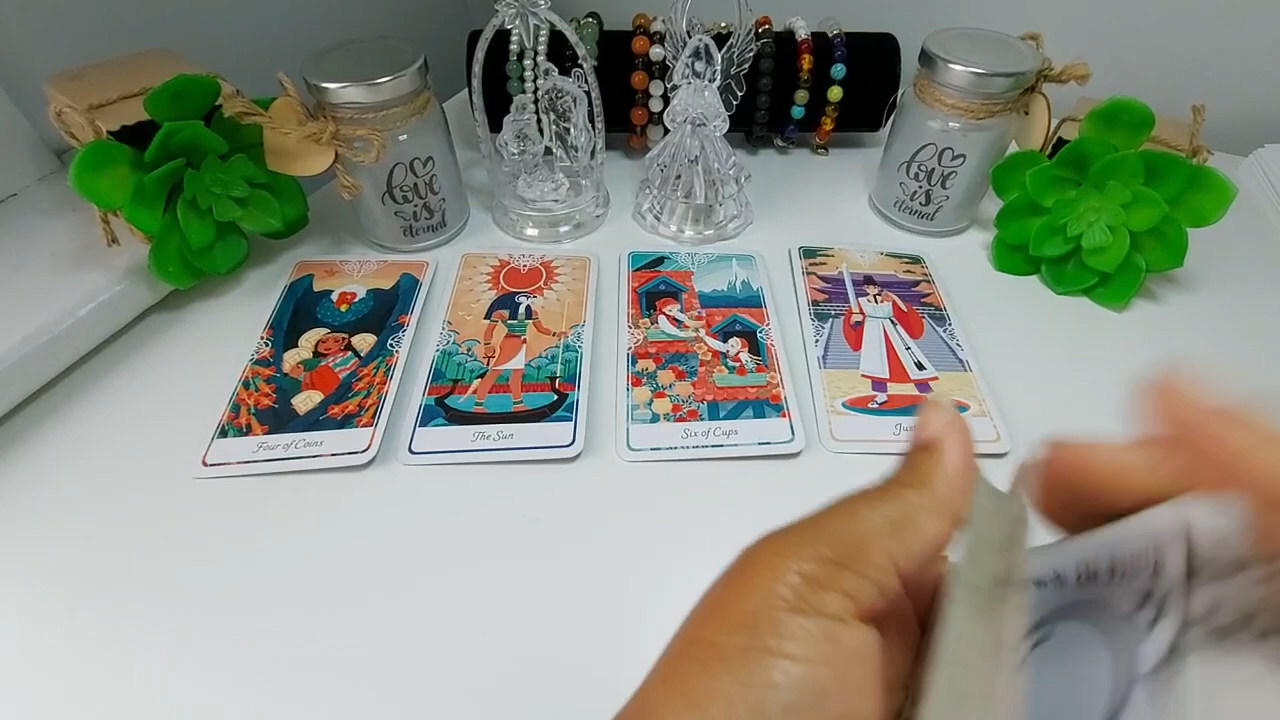 love
is
eternal
love
is
eternal
Four of Coins
The Sun
Six of Cups